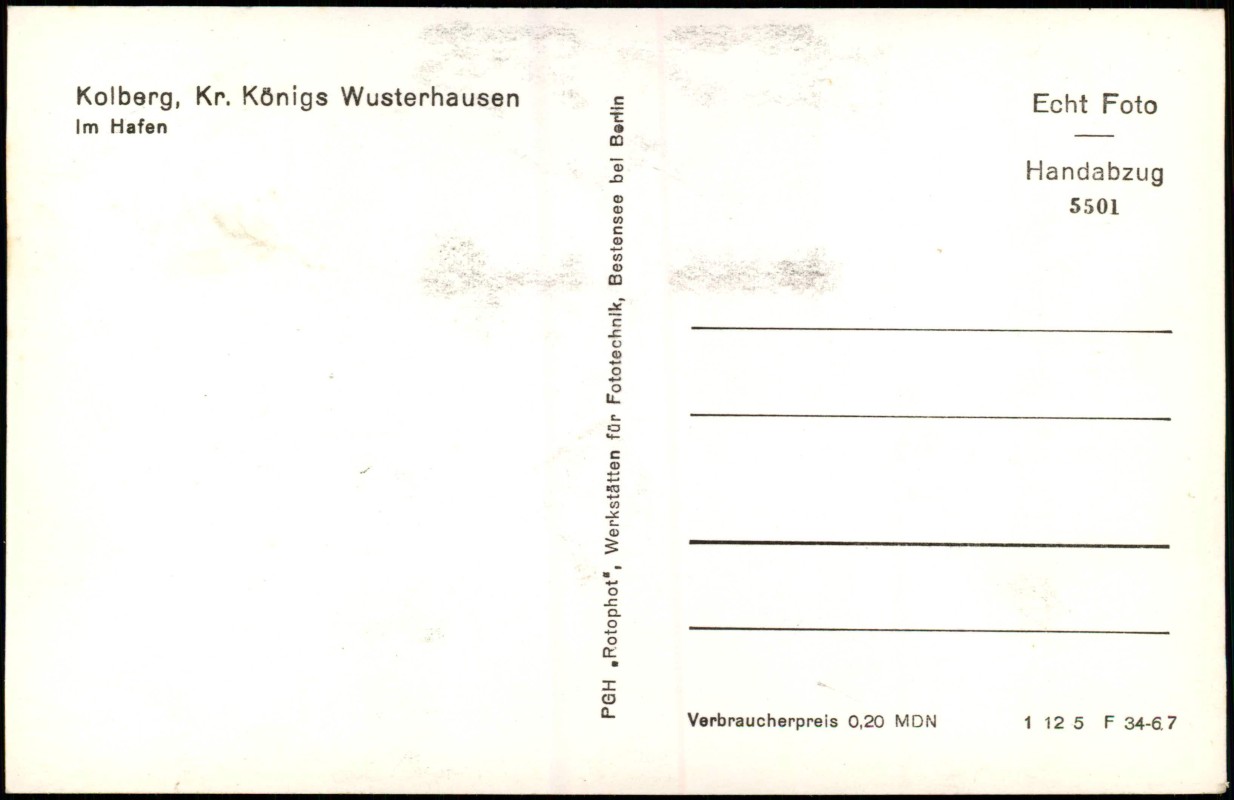 Kolberg, Kr. Königs Wusterhausen
Im Hafen
PGH „Rotophot“, Werkstätten für Fototechnik, Bestensee bei Berlin
Echt Foto
Handabzug
5501
Verbraucherpreis 0,20 MDN
1 12 5 F 34-6.7